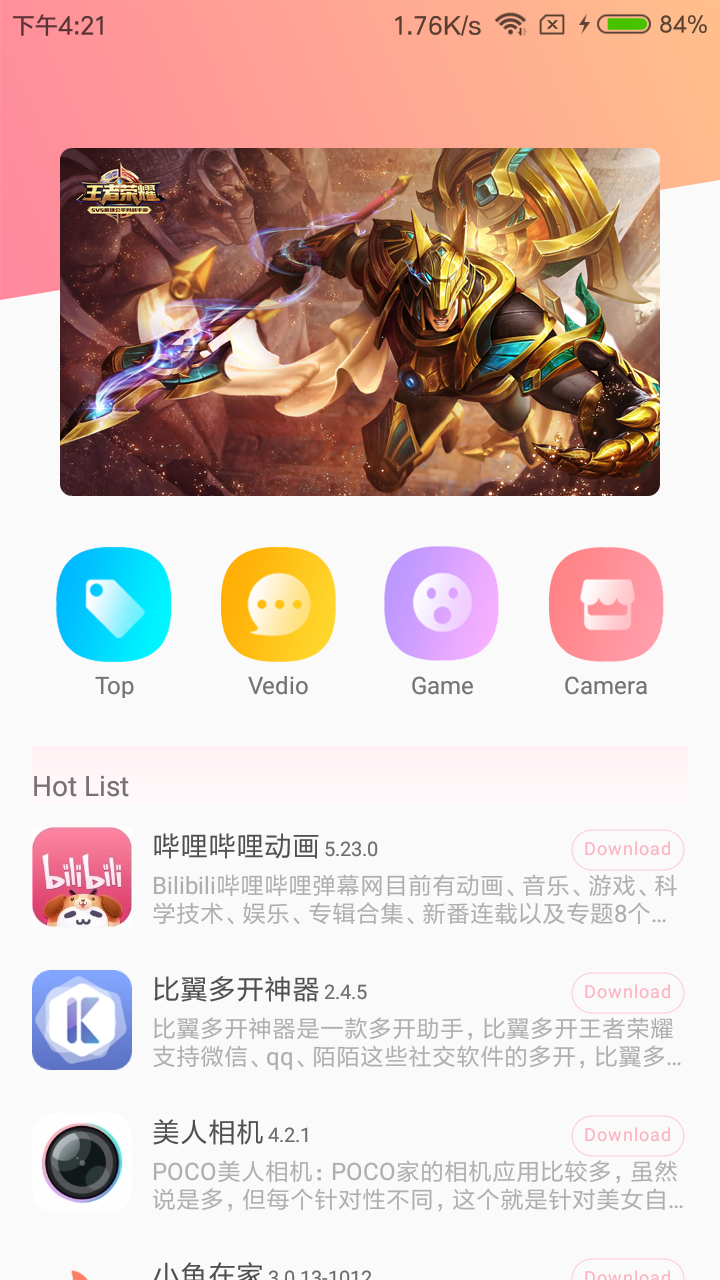 下午4:21
1.76K/s
84%
王者荣耀
5V5英雄公平对战手游
Top
Vedio
Game
Camera
Hot List
bilibili
哔哩哔哩动画 5.23.0
Download
Bilibili哔哩哔哩弹幕网目前有动画、音乐、游戏、科
学技术、娱乐、专辑合集、新番连载以及专题8个...
比翼多开神器 2.4.5
Download
比翼多开神器是一款多开助手, 比翼多开王者荣耀
支持微信、qq、陌陌这些社交软件的多开, 比翼多...
美人相机 4.2.1
Download
POCO美人相机：POCO家的相机应用比较多, 虽然
说是多, 但每个针对性不同, 这个就是针对美女自...
小鱼在家 3.0.13-1012
Download